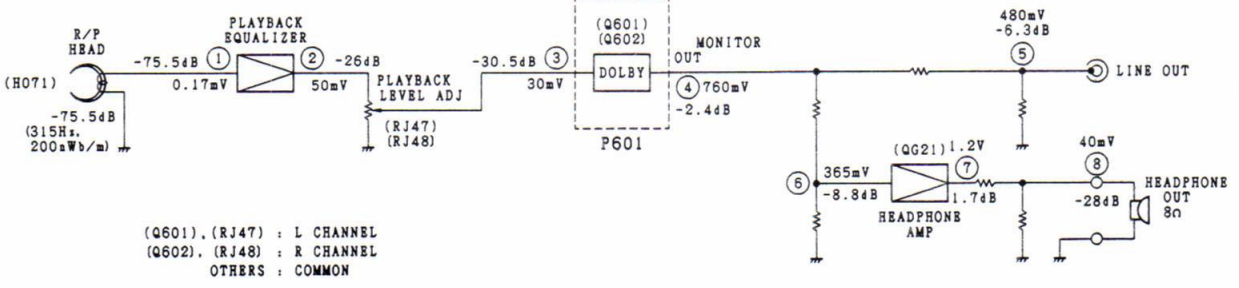 R/P
HEAD
(H071)
-75.5dB
(315Hz,
200nWb/m)
-75.5dB
0.17mV
①
PLAYBACK
EQUALIZER
②
-26dB
50mV
PLAYBACK
LEVEL ADJ
(RJ47)
(RJ48)
-30.5dB
30mV
③
(Q601)
(Q602)
DOLBY
P601
MONITOR
OUT
④ 760mV
-2.4dB
480mV
-6.3dB
⑤
LINE OUT
⑥
365mV
-8.8dB
(QG21) 1.2V
⑦
1.7dB
HEADPHONE
AMP
40mV
⑧
-28dB
HEADPHONE
OUT
8Ω
(Q601), (RJ47) : L CHANNEL
(Q602), (RJ48) : R CHANNEL
OTHERS : COMMON